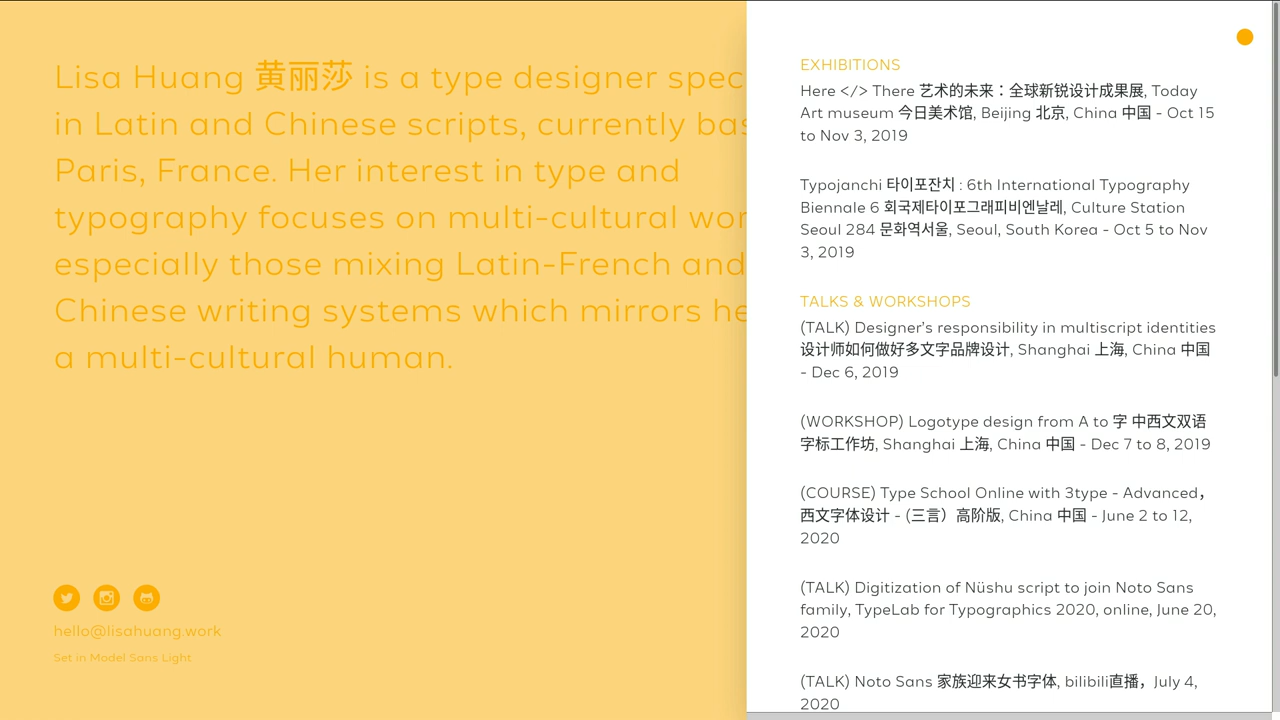 Lisa Huang 黄丽莎 is a type designer spec
in Latin and Chinese scripts, currently bas
Paris, France. Her interest in type and
typography focuses on multi-cultural wor
especially those mixing Latin-French and
Chinese writing systems which mirrors he
a multi-cultural human.
hello@lisahuang.work
Set in Model Sans Light
EXHIBITIONS
Here </> There 艺术的未来：全球新锐设计成果展, Today
Art museum 今日美术馆, Beijing 北京, China 中国 - Oct 15
to Nov 3, 2019
Typojanchi 타이포잔치 : 6th International Typography
Biennale 6 회국제타이포그래피비엔날레, Culture Station
Seoul 284 문화역서울, Seoul, South Korea - Oct 5 to Nov
3, 2019
TALKS & WORKSHOPS
(TALK) Designer's responsibility in multiscript identities
设计师如何做好多文字品牌设计, Shanghai 上海, China 中国
- Dec 6, 2019
(WORKSHOP) Logotype design from A to 字 中西文双语
字标工作坊, Shanghai 上海, China 中国 - Dec 7 to 8, 2019
(COURSE) Type School Online with 3type - Advanced，
西文字体设计 - (三言）高阶版, China 中国 - June 2 to 12,
2020
(TALK) Digitization of Nüshu script to join Noto Sans
family, TypeLab for Typographics 2020, online, June 20,
2020
(TALK) Noto Sans 家族迎来女书字体, bilibili直播，July 4,
2020